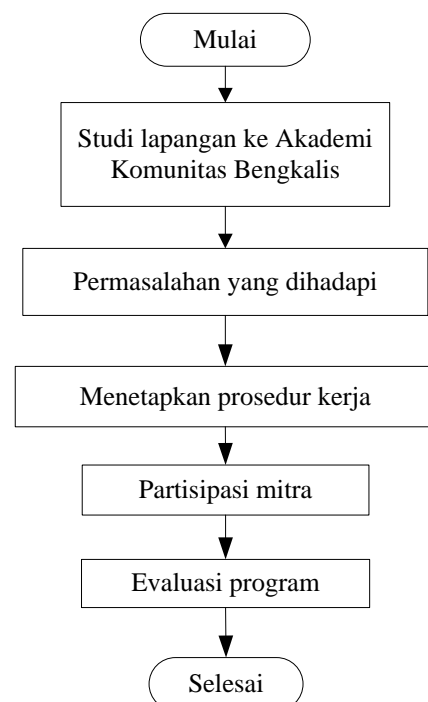 Mulai
Studi lapangan ke Akademi
Komunitas Bengkalis
Permasalahan yang dihadapi
Menetapkan prosedur kerja
Partisipasi mitra
Evaluasi program
Selesai